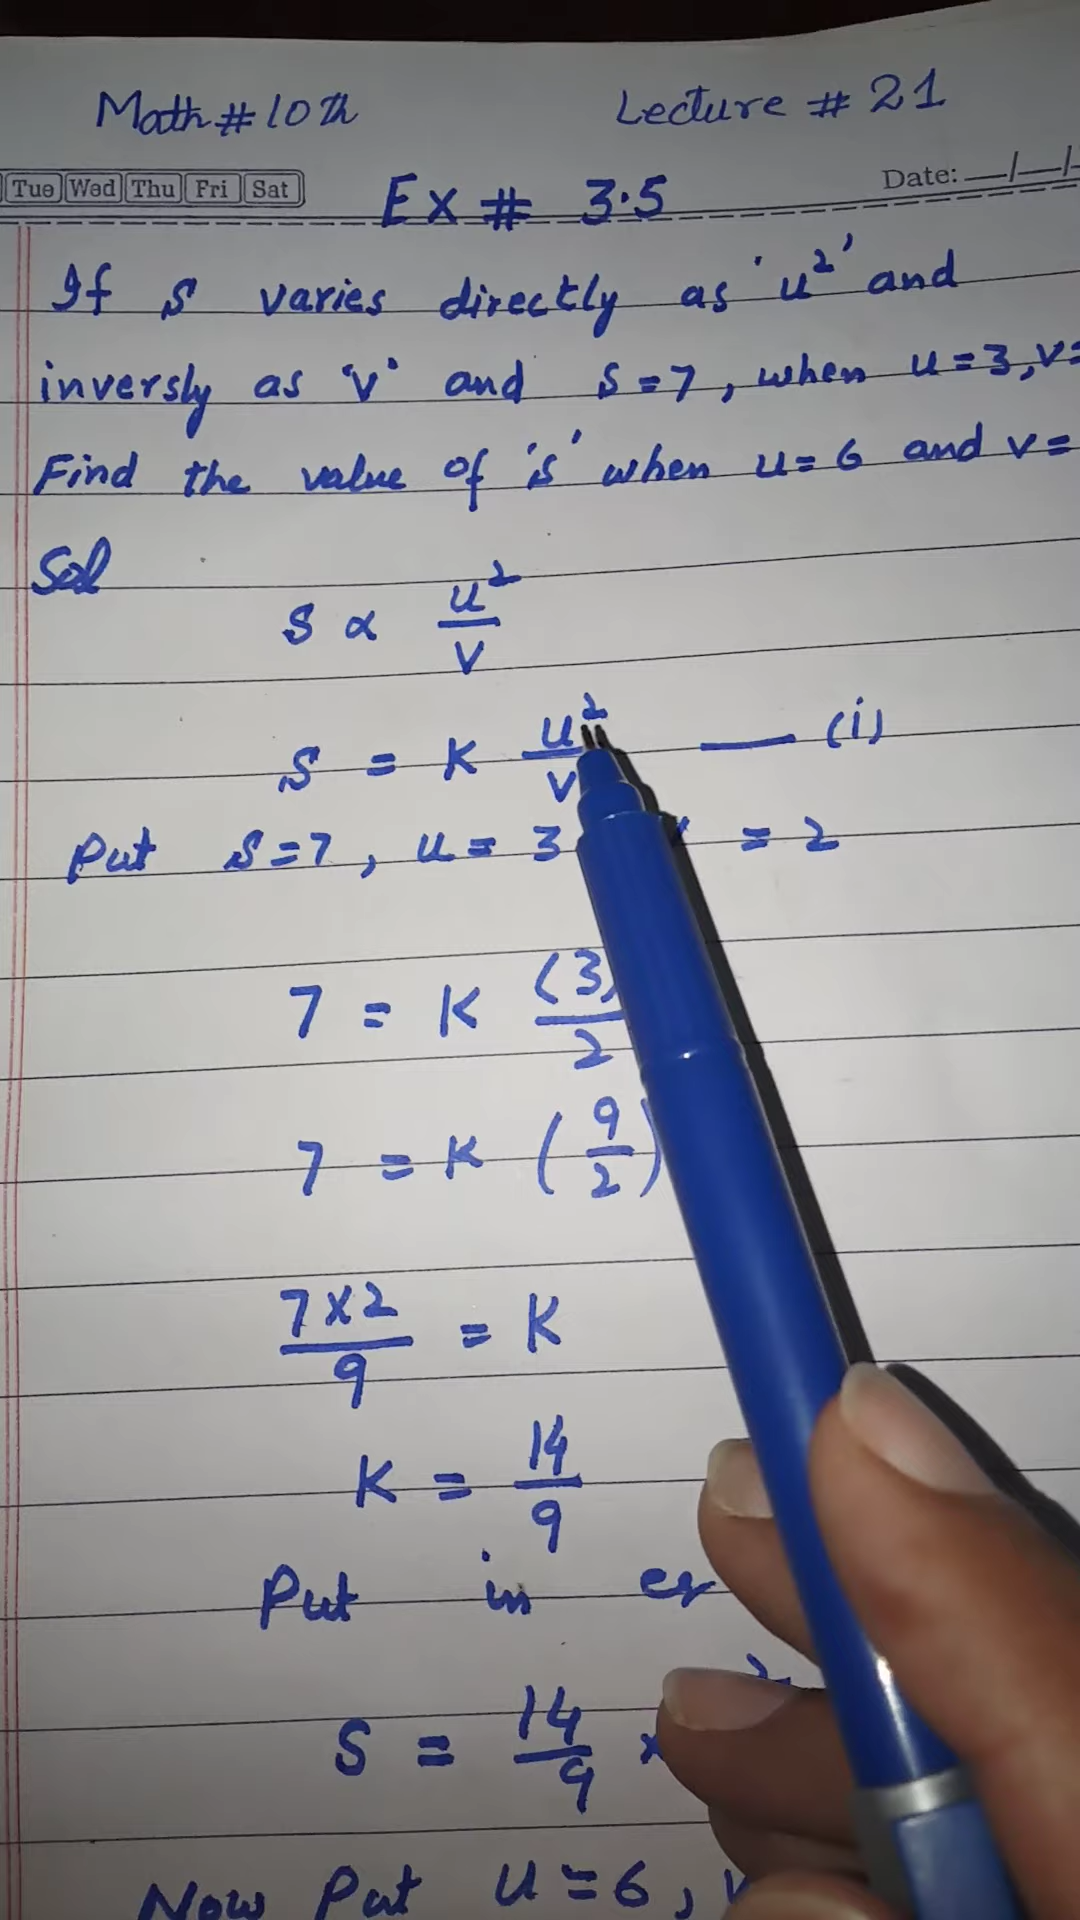 Math # 10th Lecture # 21
Tue Wed Thu Fri Sat Date: __/__/
Ex # 3.5
If S varies directly as 'u²' and
inversly as 'v' and S = 7, when u = 3, v=
Find the value of 's' when u = 6 and v =
Sol
S ∝ u²/v
S = K u²/v — (i)
Put S = 7, u = 3 = 2
7 = K (3)/2
7 = K (9/2)
7×2/9 = K
K = 14/9
Put in
S = 14/9 ×
Now Put u = 6, v